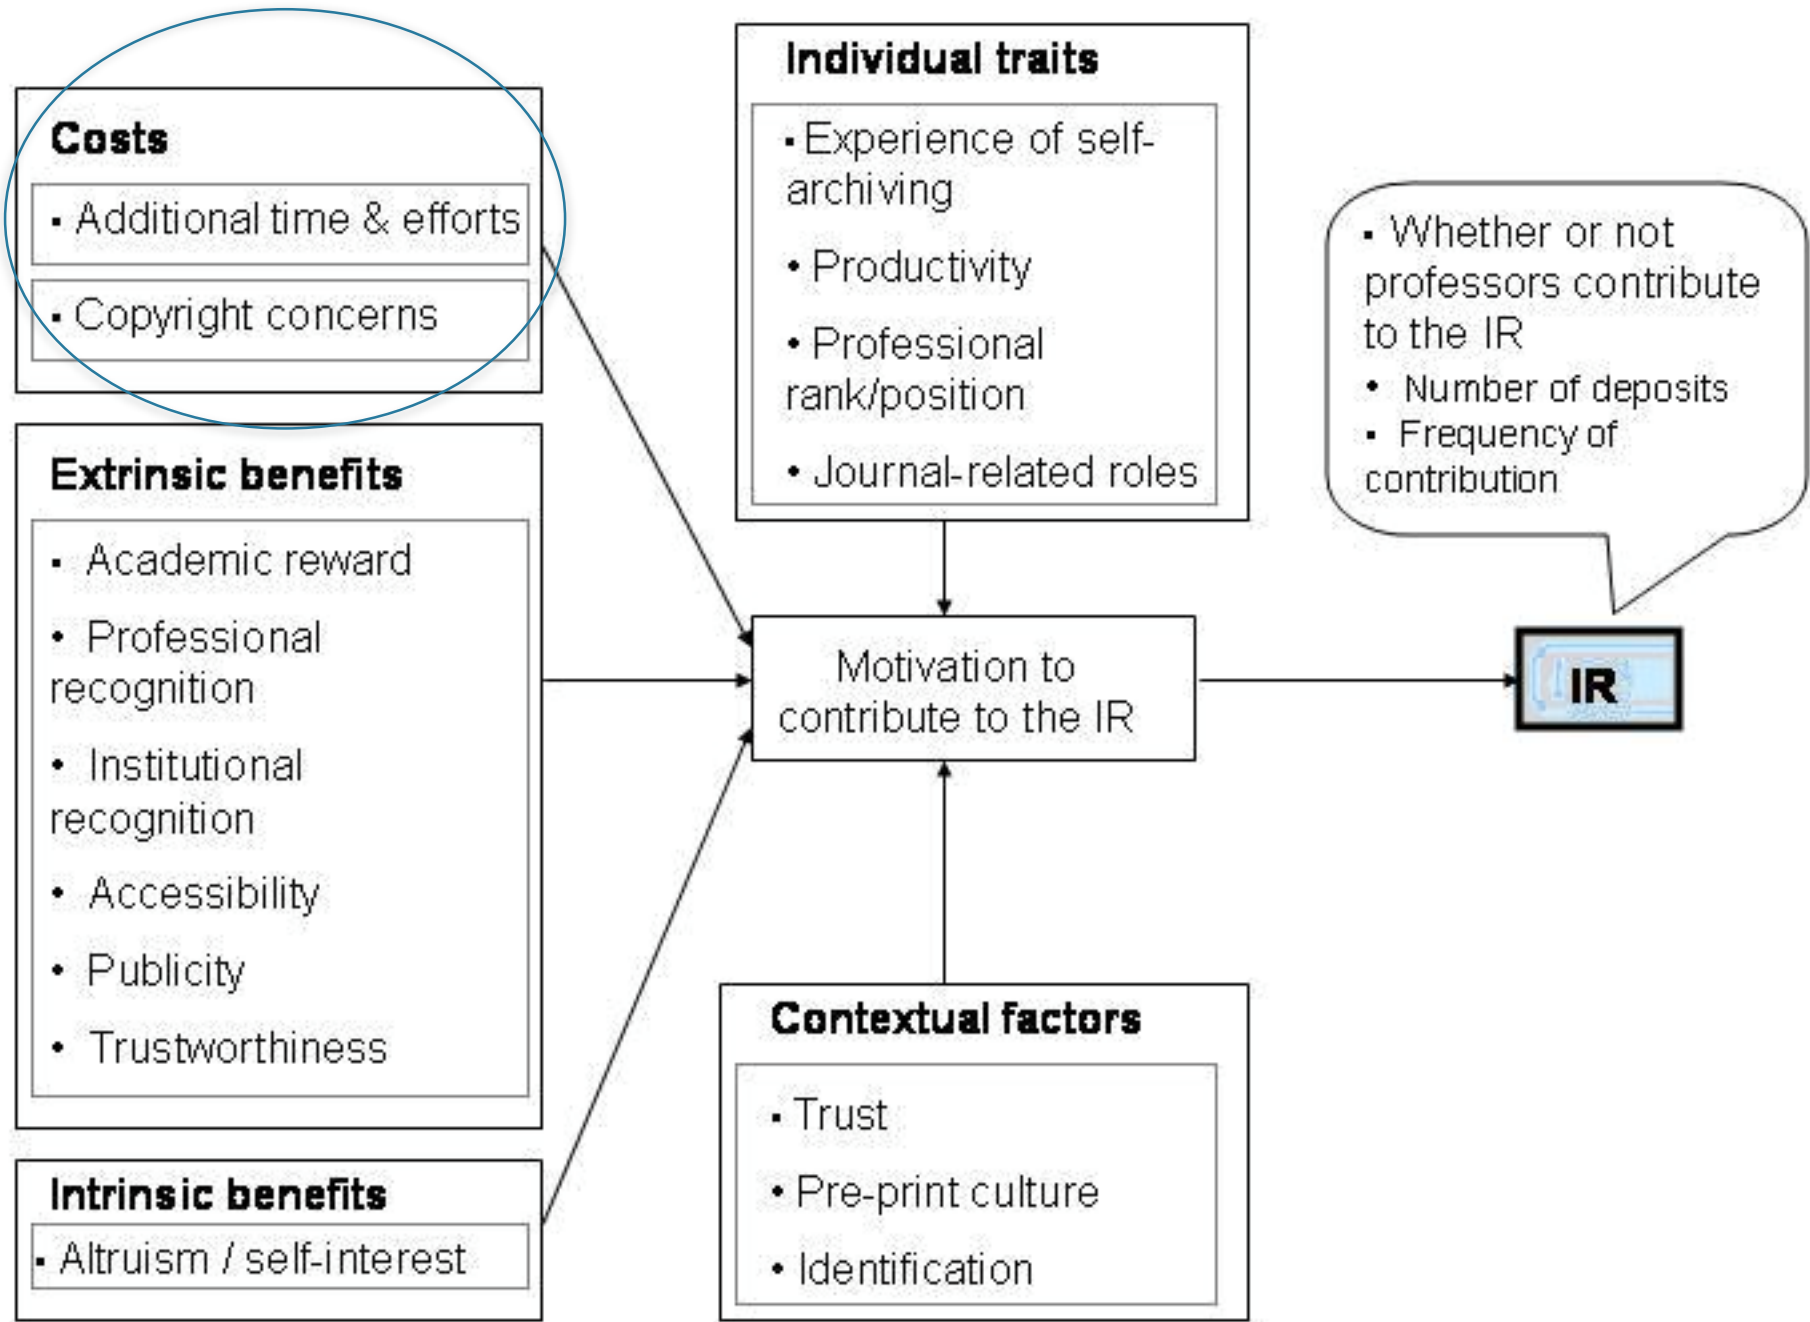 Costs
▪ Additional time & efforts
▪ Copyright concerns
Extrinsic benefits
▪ Academic reward
• Professional
recognition
• Institutional
recognition
• Accessibility
• Publicity
• Trustworthiness
Intrinsic benefits
▪ Altruism / self-interest
Individual traits
▪ Experience of self-
archiving
• Productivity
• Professional
rank/position
• Journal-related roles
Motivation to
contribute to the IR
Contextual factors
▪ Trust
• Pre-print culture
• Identification
▪ Whether or not
professors contribute
to the IR
• Number of deposits
▪ Frequency of
contribution
IR